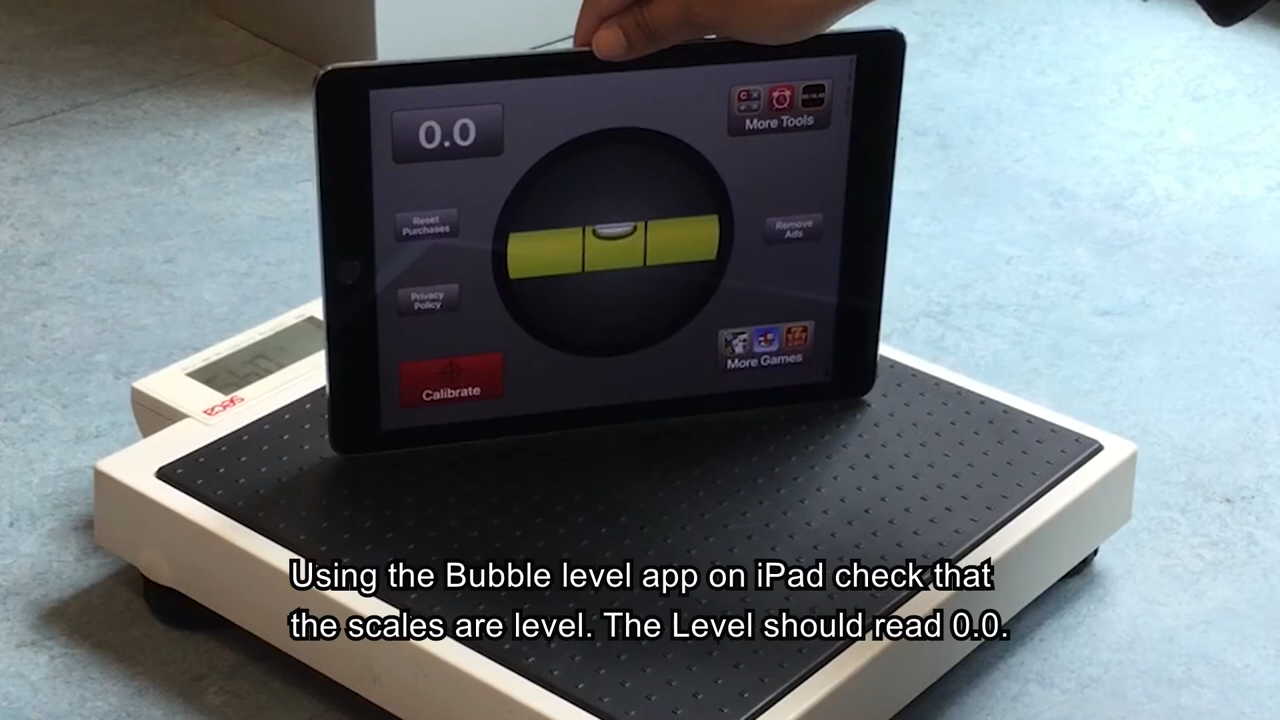 0.0
More Tools
Reset
Purchases
Remove
Ads
Privacy
Policy
More Games
Calibrate
seca
Using the Bubble level app on iPad check that
the scales are level. The Level should read 0.0.